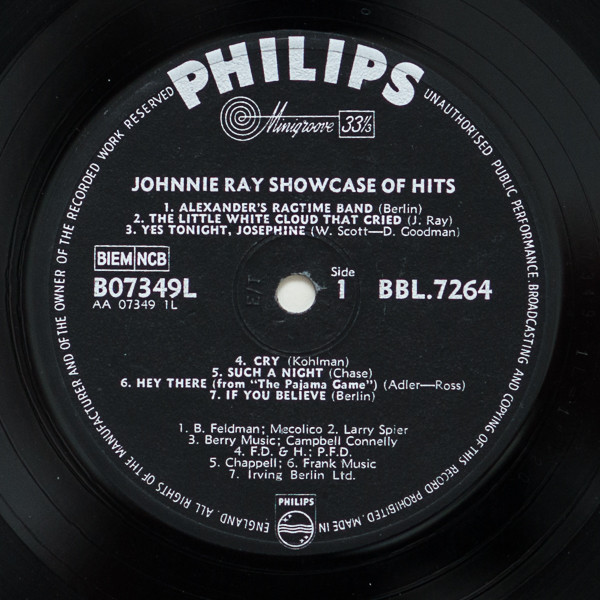 PHILIPS
Minigroove 33⅓
JOHNNIE RAY SHOWCASE OF HITS
1. ALEXANDER'S RAGTIME BAND (Berlin)
2. THE LITTLE WHITE CLOUD THAT CRIED (J. Ray)
3. YES TONIGHT, JOSEPHINE (W. Scott—D. Goodman)
BIEM NCB
B07349L
AA 07349 1L
E/T
Side
1
BBL.7264
4. CRY (Kohlman)
5. SUCH A NIGHT (Chase)
6. HEY THERE (from "The Pajama Game") (Adler—Ross)
7. IF YOU BELIEVE (Berlin)
1. B. Feldman; Mecolico 2. Larry Spier
3. Berry Music; Campbell Connelly
4. F.D. & H.; P.F.D.
5. Chappell; 6. Frank Music
7. Irving Berlin Ltd.
PHILIPS
ALL RIGHTS OF THE MANUFACTURER AND OF THE OWNER OF THE RECORDED WORK RESERVED
UNAUTHORISED PUBLIC PERFORMANCE, BROADCASTING AND COPYING OF THIS RECORD PROHIBITED. MADE IN ENGLAND.